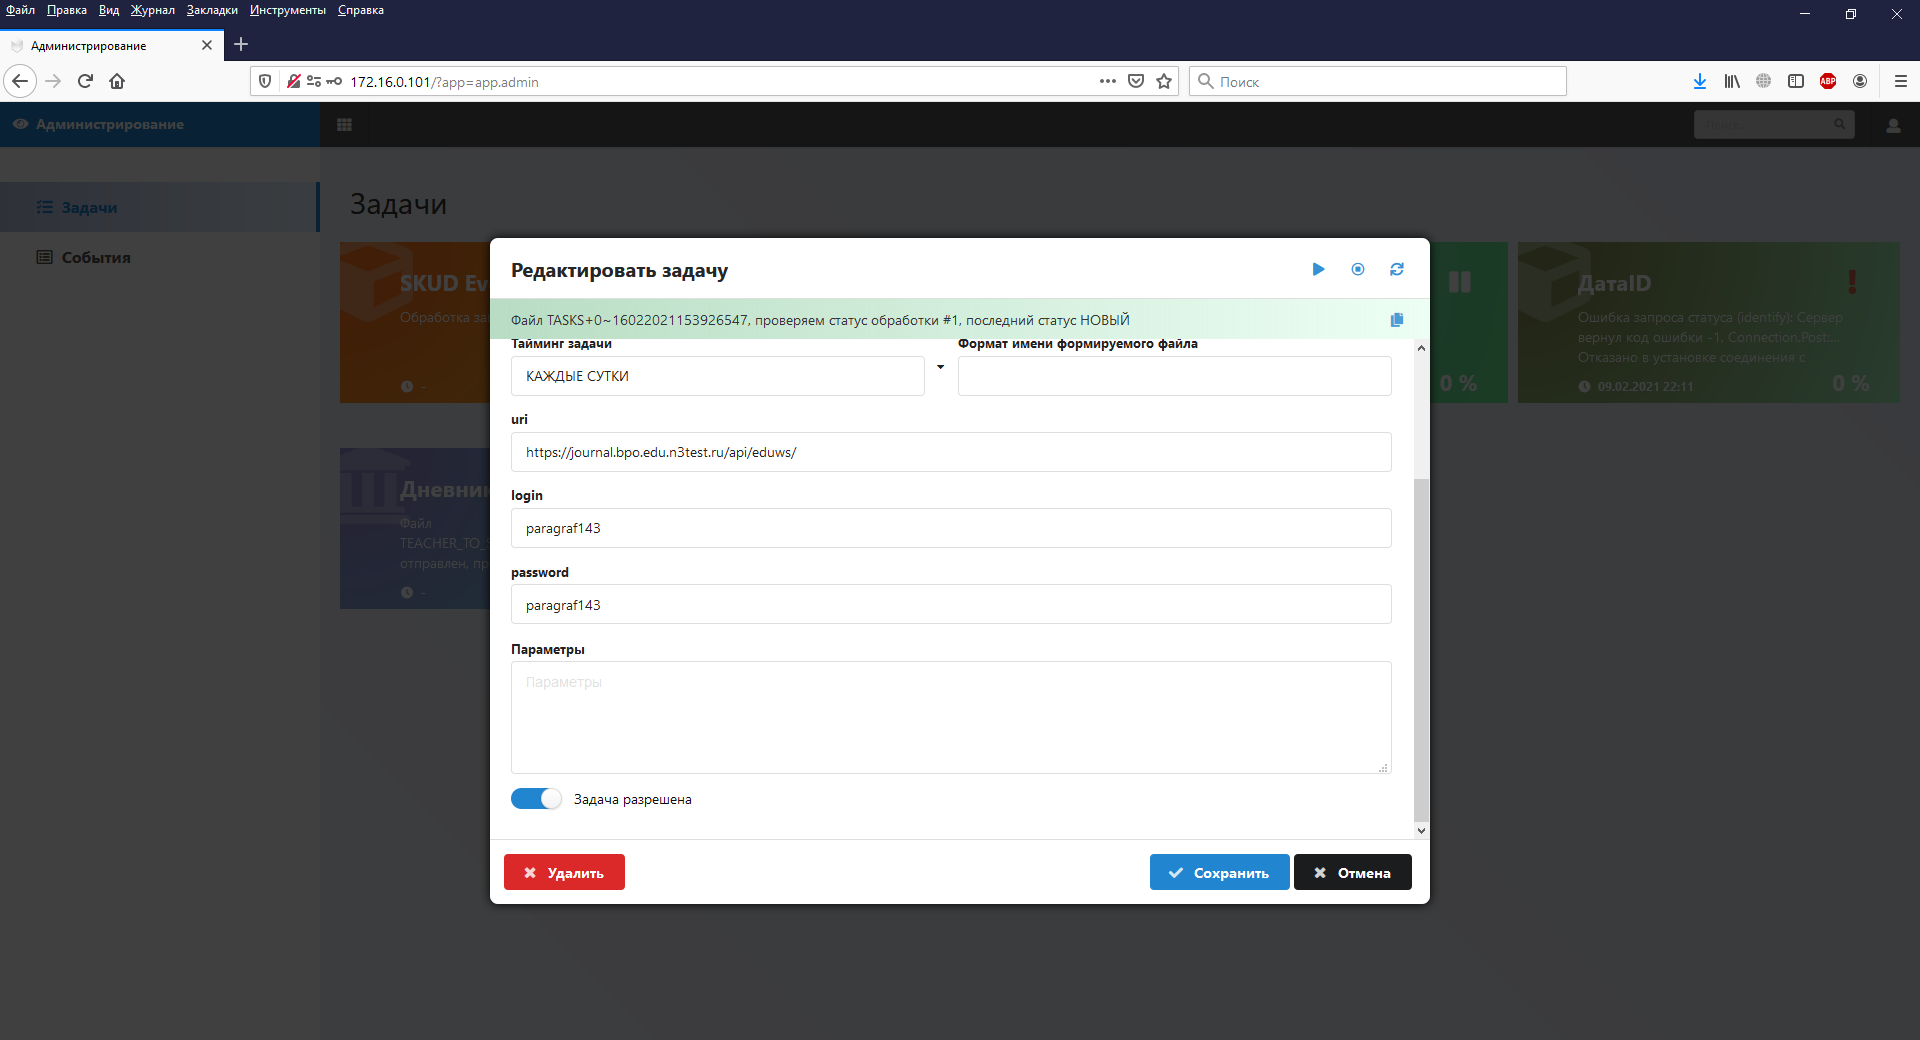 Файл Правка Вид Журнал Закладки Инструменты Справка
Администрирование
172.16.0.101/?app=app.admin
Поиск
ABP
Администрирование
Задачи
События
Задачи
SKUD Ev
Обработка за
-
0 %
ДатаID
Ошибка запроса статуса (identify): Сервер
вернул код ошибки -1, Connection.Post:...
Отказано в установке соединения с
09.02.2021 22:11
0 %
Дневник
Файл
TEACHER_TO_
отправлен, пр
-
Редактировать задачу
Файл TASKS+0~16022021153926547, проверяем статус обработки #1, последний статус НОВЫЙ
Тайминг задачи
Формат имени формируемого файла
КАЖДЫЕ СУТКИ
uri
https://journal.bpo.edu.n3test.ru/api/eduws/
login
paragraf143
password
paragraf143
Параметры
Параметры
Задача разрешена
Удалить
Сохранить
Отмена